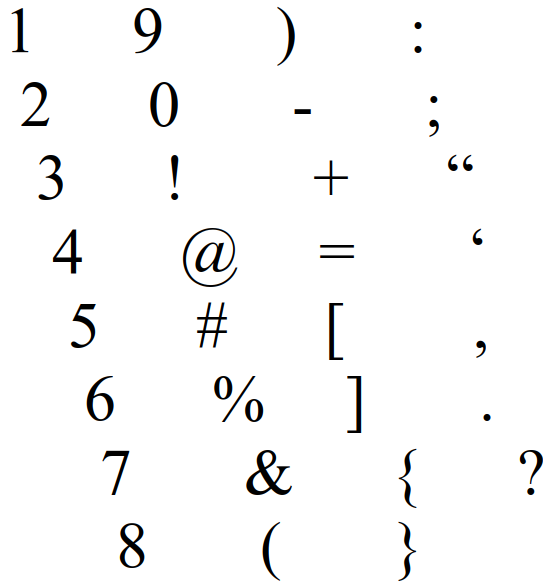 1 9 ) :
2 0 - ;
3 ! + “
4 @ = ‘
5 # [ ,
6 % ] .
7 & { ?
8 ( }